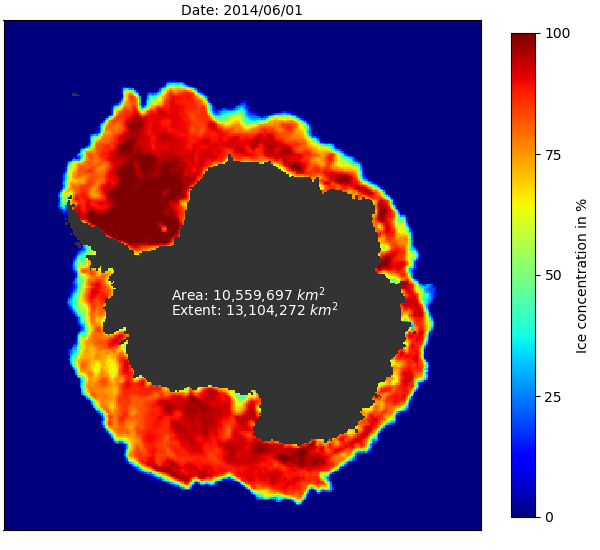 Date: 2014/06/01
Area: 10,559,697 km²
Extent: 13,104,272 km²
100
75
50
25
0
Ice concentration in %